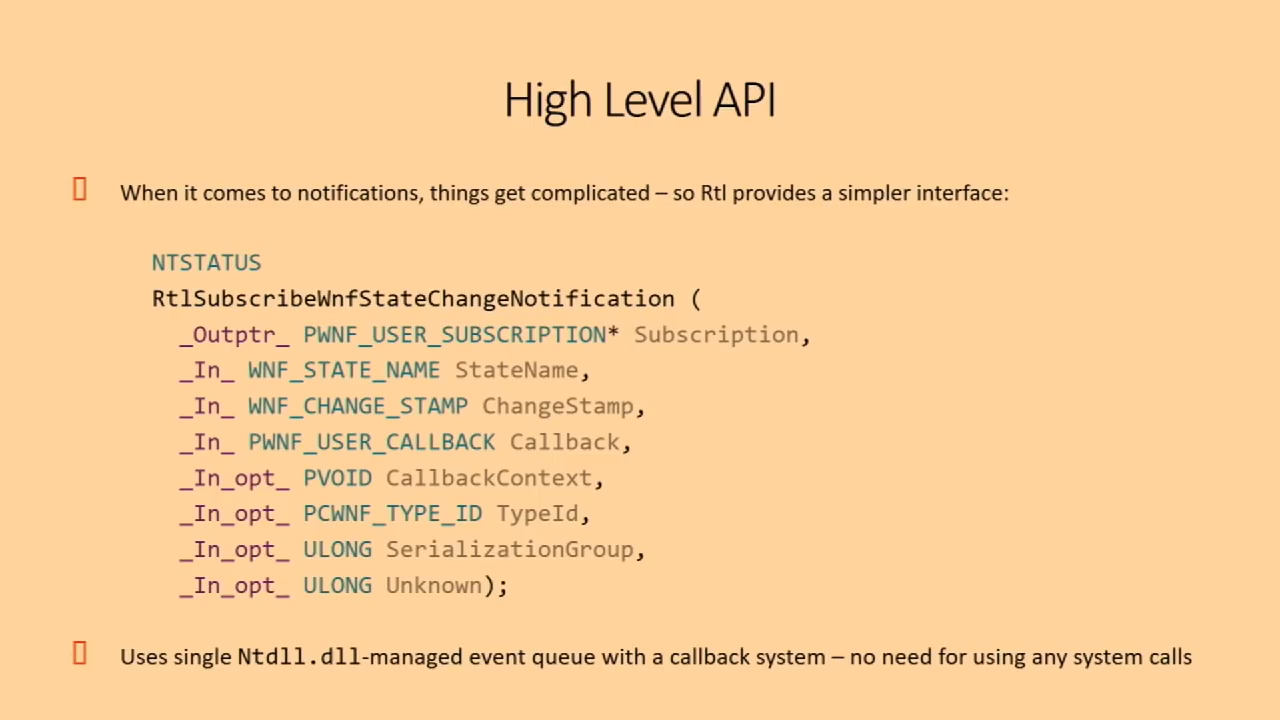 High Level API
When it comes to notifications, things get complicated – so Rtl provides a simpler interface:
NTSTATUS
RtlSubscribeWnfStateChangeNotification (
_Outptr_ PWNF_USER_SUBSCRIPTION* Subscription,
_In_ WNF_STATE_NAME StateName,
_In_ WNF_CHANGE_STAMP ChangeStamp,
_In_ PWNF_USER_CALLBACK Callback,
_In_opt_ PVOID CallbackContext,
_In_opt_ PCWNF_TYPE_ID TypeId,
_In_opt_ ULONG SerializationGroup,
_In_opt_ ULONG Unknown);
Uses single Ntdll.dll-managed event queue with a callback system – no need for using any system calls